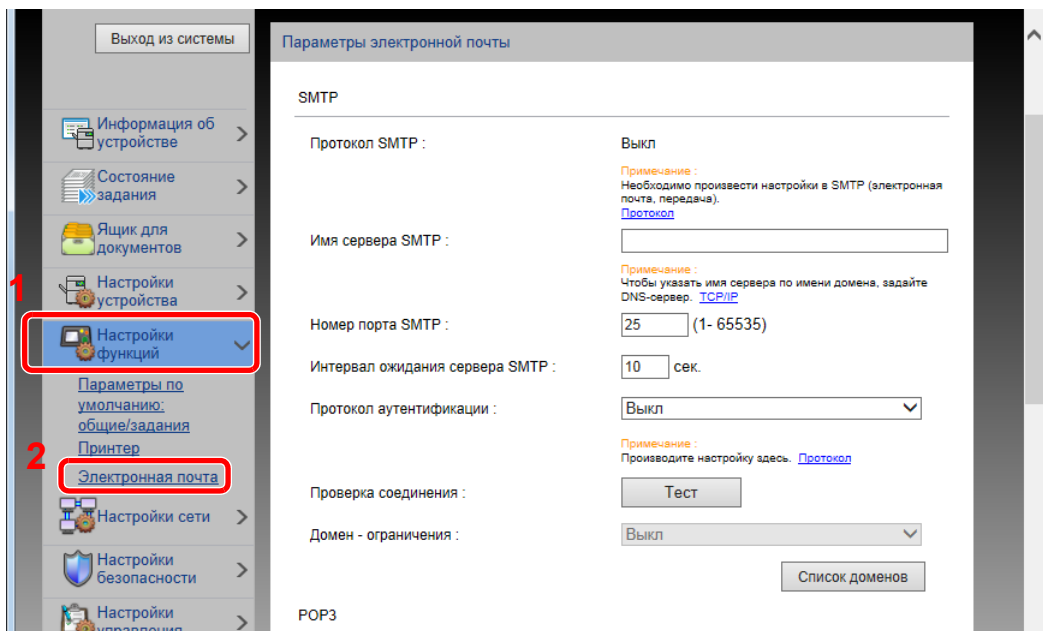 Выход из системы
Информация об
устройстве
Состояние
задания
Ящик для
документов
1
Настройки
устройства
Настройки
функций
Параметры по
умолчанию:
общие/задания
2
Принтер
Электронная почта
Настройки сети
Настройки
безопасности
Настройки
управления
Параметры электронной почты
SMTP
Протокол SMTP :
Выкл
Примечание :
Необходимо произвести настройки в SMTP (электронная
почта, передача).
Протокол
Имя сервера SMTP :
Примечание :
Чтобы указать имя сервера по имени домена, задайте
DNS-сервер. TCP/IP
Номер порта SMTP :
25 (1- 65535)
Интервал ожидания сервера SMTP :
10 сек.
Протокол аутентификации :
Выкл
Примечание :
Производите настройку здесь. Протокол
Проверка соединения :
Тест
Домен - ограничения :
Выкл
Список доменов
POP3